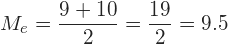 $M_e = \frac{9+10}{2} = \frac{19}{2} = 9.5$